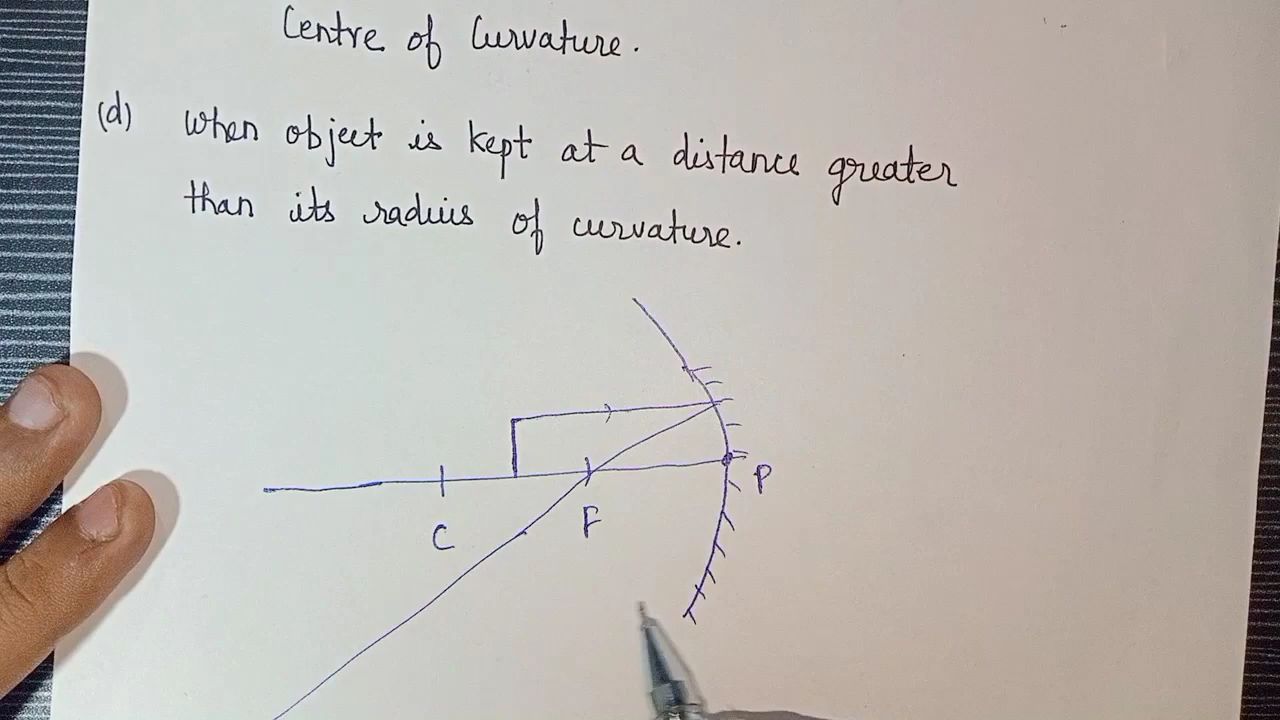 Centre of Curvature.
(d) When object is kept at a distance greater
than its radius of curvature.
P
C F